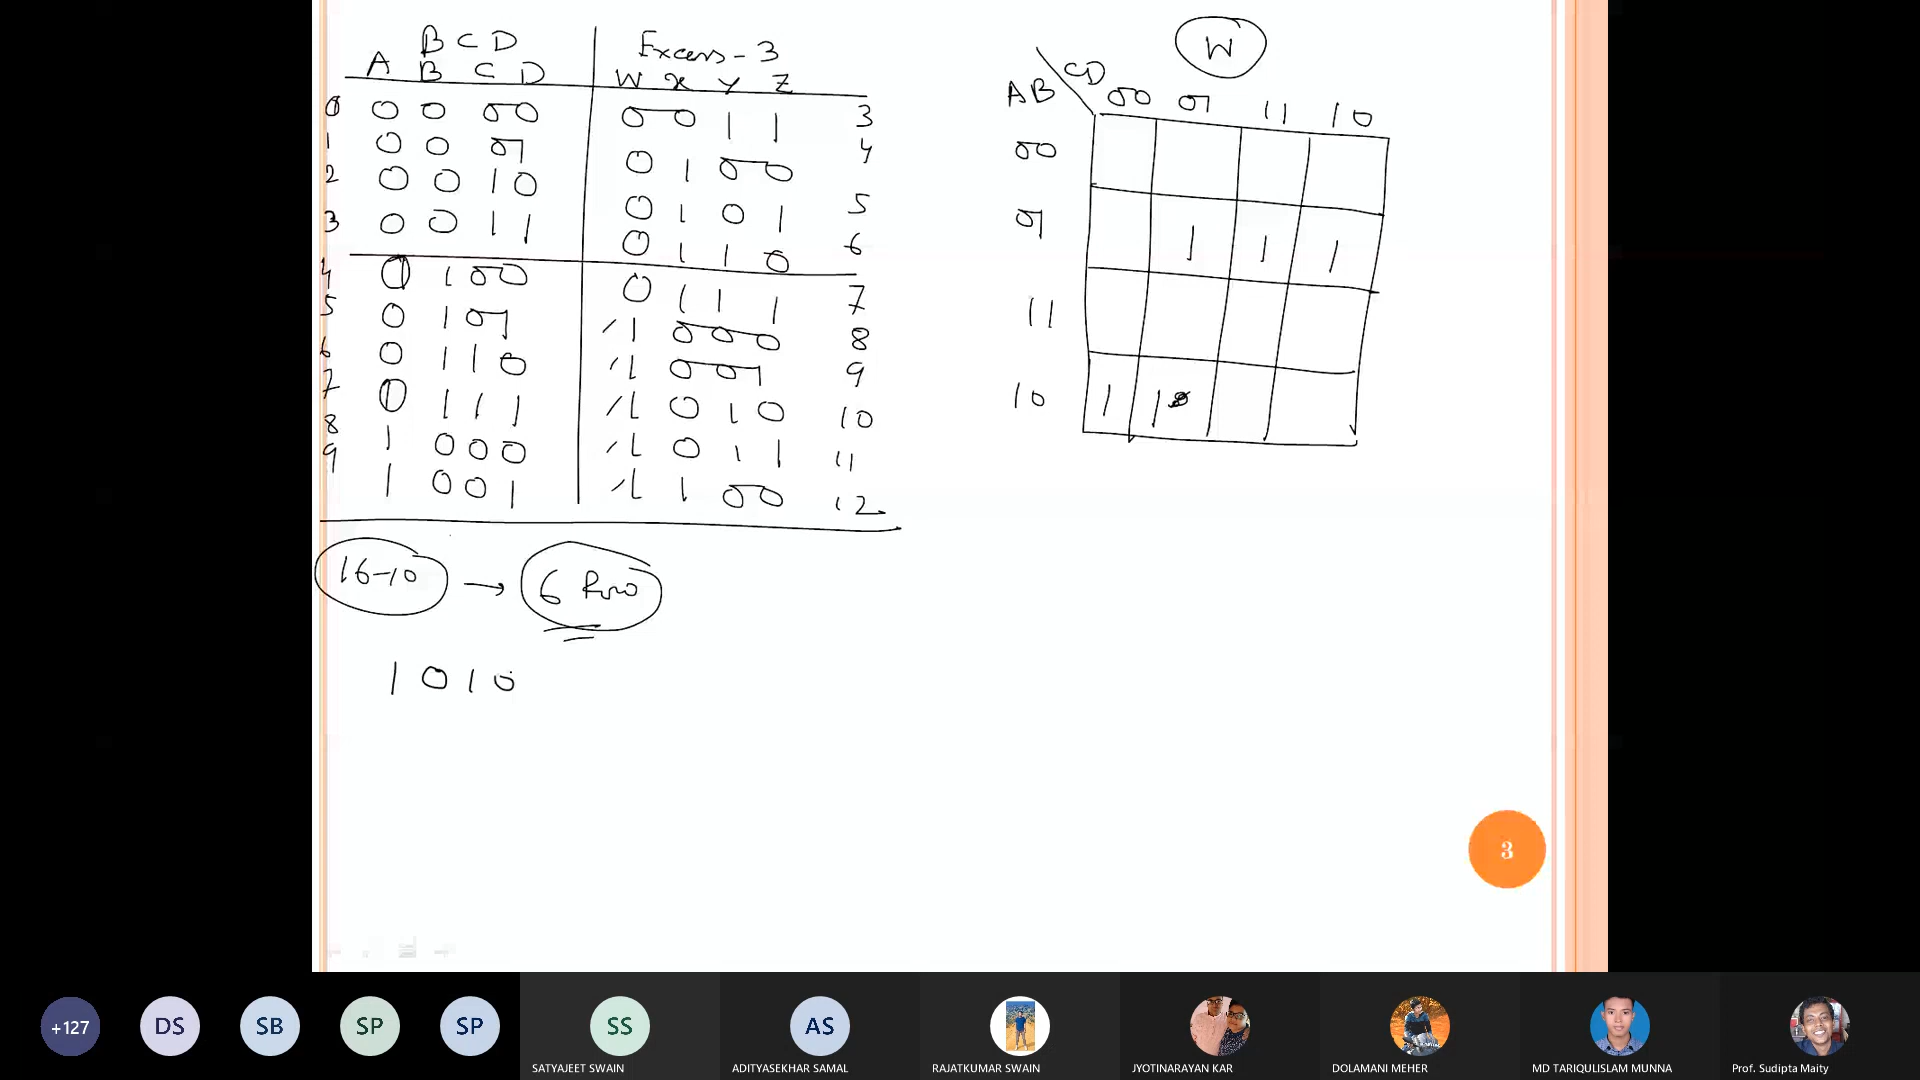 B C D | Excess-3
A B C D | W X Y Z
0 0 0 0 0 | 0 0 1 1 3
1 0 0 0 1 | 0 1 0 0 4
2 0 0 1 0 | 0 1 0 1 5
3 0 0 1 1 | 0 1 1 0 6
4 0 1 0 0 | 0 1 1 1 7
5 0 1 0 1 | 1 0 0 0 8
6 0 1 1 0 | 1 0 0 1 9
7 0 1 1 1 | 1 0 1 0 10
8 1 0 0 0 | 1 0 1 1 11
9 1 0 0 1 | 1 1 0 0 12
16-10 → 6 Row
1 0 1 0
W
AB \ CD 00 01 11 10
00
01 1 1 1
11
10 1 1
3
+127 DS SB SP SP SS AS
SATYAJEET SWAIN ADITYASEKHAR SAMAL RAJATKUMAR SWAIN JYOTINARAYAN KAR DOLAMANI MEHER MD TARIQULISLAM MUNNA Prof. Sudipta Maity